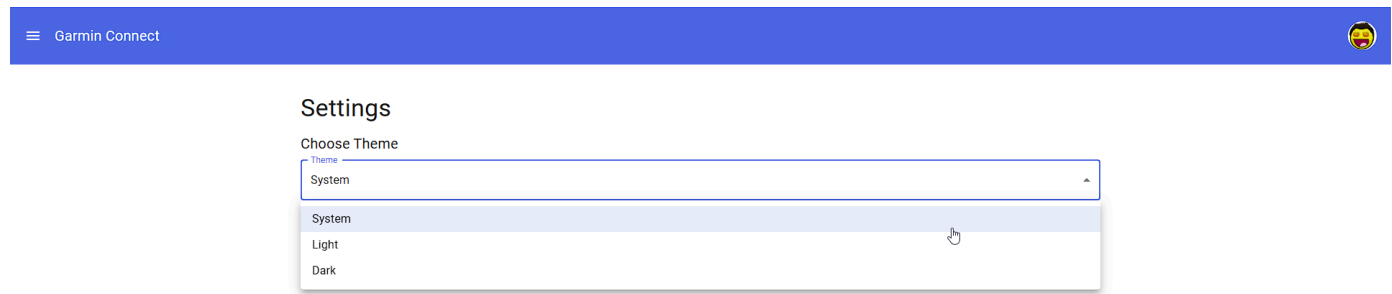 Garmin Connect
Settings
Choose Theme
Theme
System
System
Light
Dark